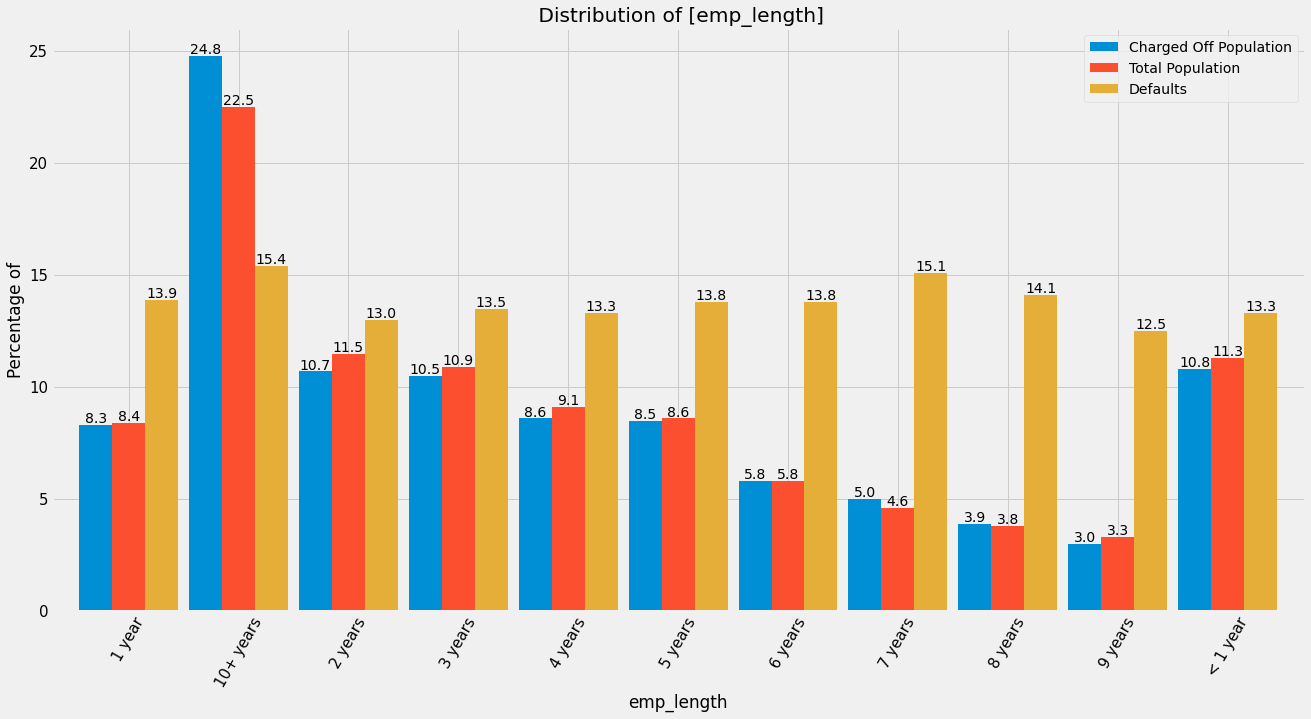 Distribution of [emp_length]
Charged Off Population
Total Population
Defaults
Percentage of
25
20
15
10
5
0
8.3 8.4 13.9
24.8 22.5 15.4
10.7 11.5 13.0
10.5 10.9 13.5
8.6 9.1 13.3
8.5 8.6 13.8
5.8 5.8 13.8
5.0 4.6 15.1
3.9 3.8 14.1
3.0 3.3 12.5
10.8 11.3 13.3
1 year
10+ years
2 years
3 years
4 years
5 years
6 years
7 years
8 years
9 years
< 1 year
emp_length